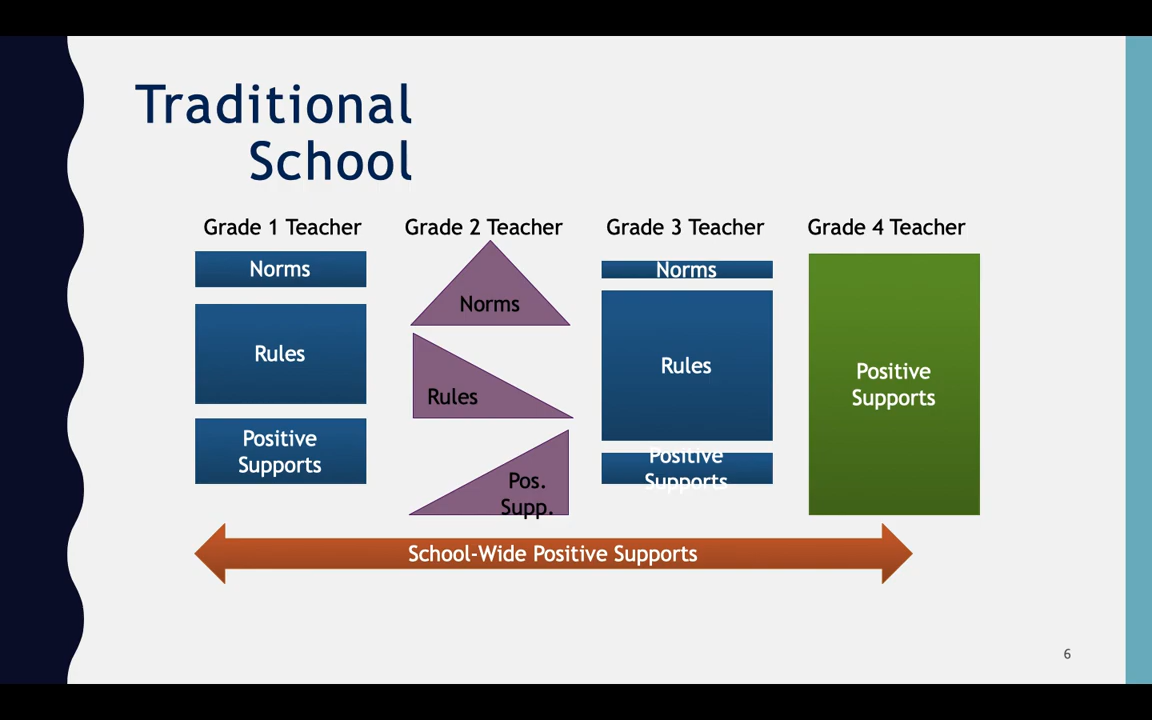 Traditional
School
Grade 1 Teacher
Grade 2 Teacher
Grade 3 Teacher
Grade 4 Teacher
Norms
Rules
Positive
Supports
Norms
Rules
Pos.
Supp.
Norms
Rules
Positive
Supports
Positive
Supports
School-Wide Positive Supports
6